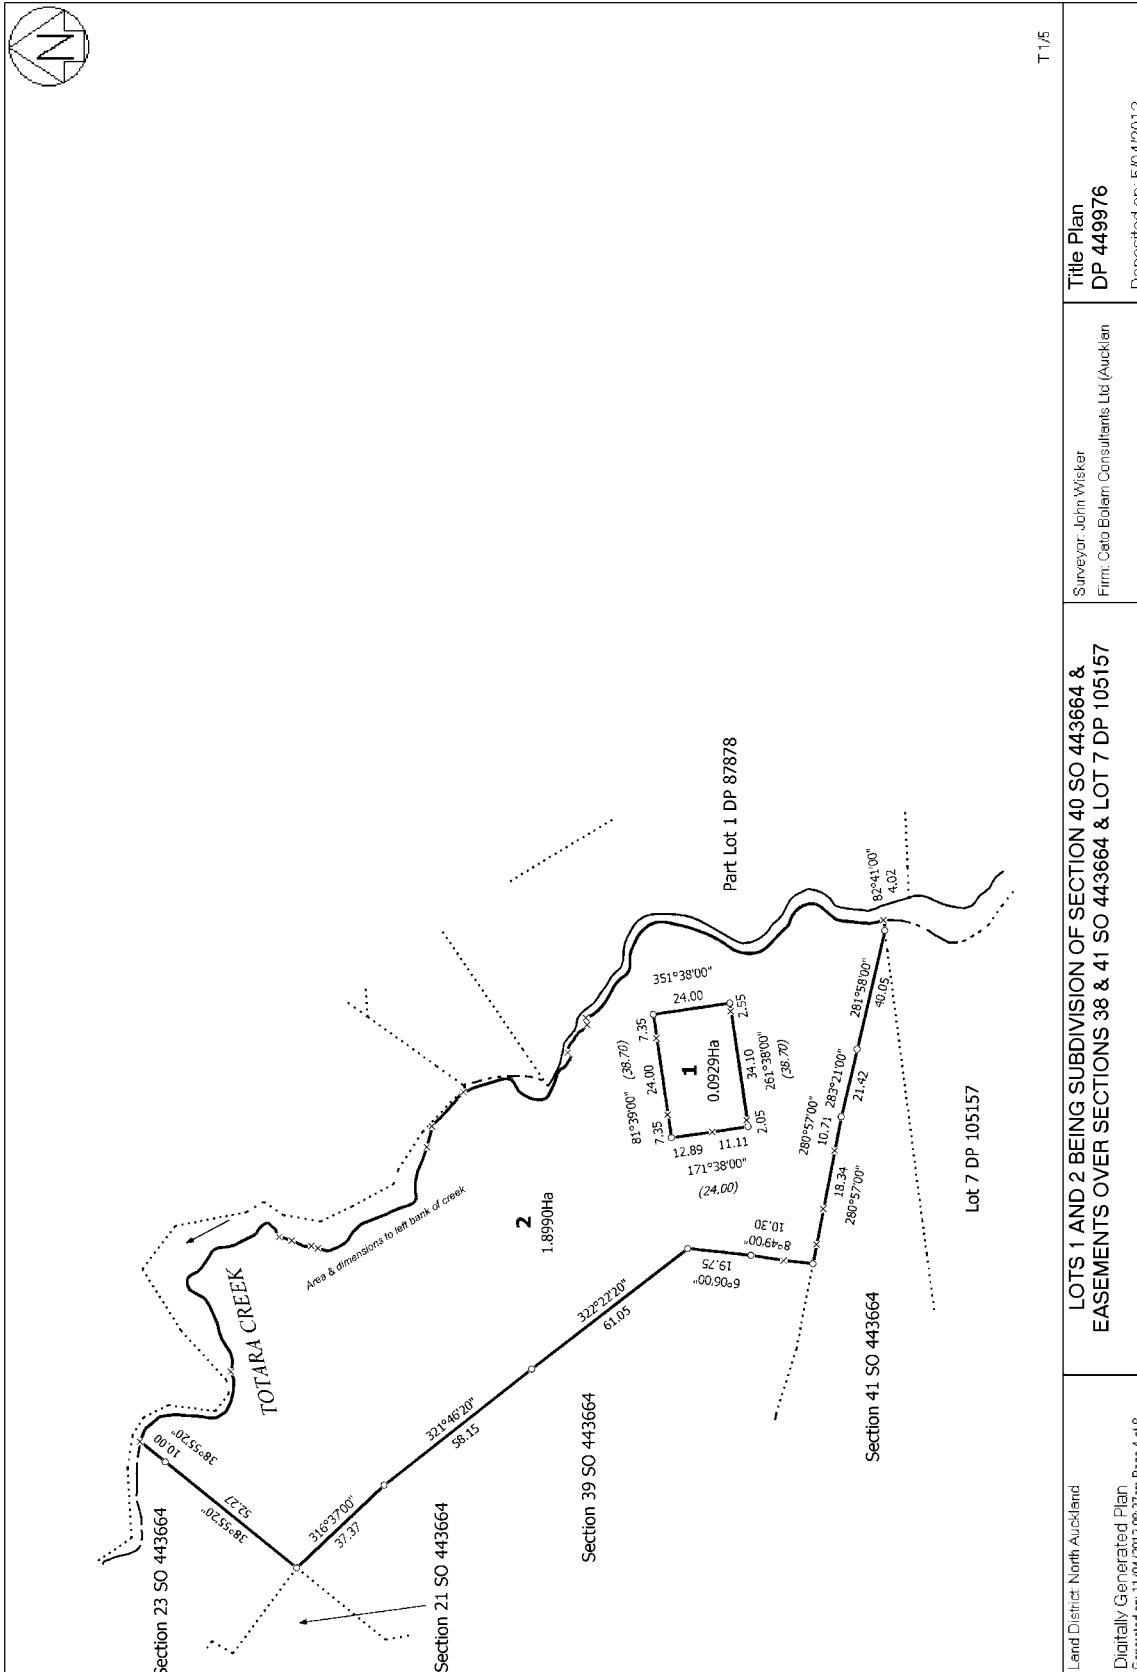 N
T 1/5
Section 23 SO 443664
Section 21 SO 443664
TOTARA CREEK
Area & dimensions to left bank of creek
10.00
38°55'20"
52.27
38°55'20"
316°37'00"
37.37
321°46'20"
58.15
322°22'20"
61.05
2
1.8990Ha
Section 39 SO 443664
6°06'00"
19.75
8°49'00"
10.30
81°39'00" (38.70)
7.35
24.00
7.35
351°38'00"
24.00
1
0.0929Ha
12.89
11.11
171°38'00"
(24.00)
2.05
34.10
2.55
261°38'00"
(38.70)
Part Lot 1 DP 87878
280°57'00"
18.34
280°57'00"
10.71
283°21'00"
21.42
281°58'00"
40.05
82°41'00"
4.02
Section 41 SO 443664
Lot 7 DP 105157
Land District: North Auckland
Digitally Generated Plan
LOTS 1 AND 2 BEING SUBDIVISION OF SECTION 40 SO 443664 &
EASEMENTS OVER SECTIONS 38 & 41 SO 443664 & LOT 7 DP 105157
Surveyor: John Wisker
Firm: Cato Bolam Consultants Ltd (Aucklan
Title Plan
DP 449976
Deposited on: 5/04/2012